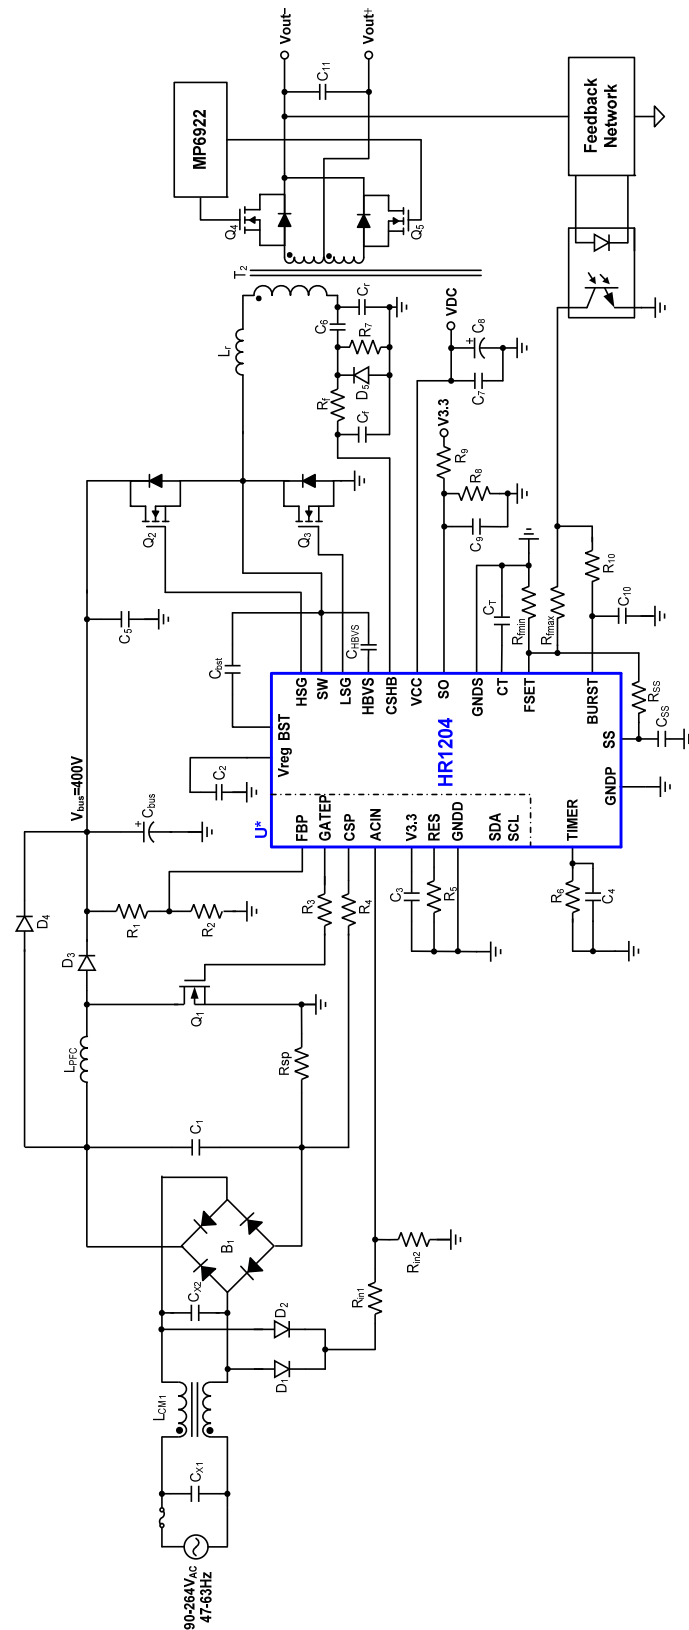 90-264VAC
47-63Hz
CX1
LCM1
CX2
D1
D2
B1
Rin1
Rin2
C1
LPFC
Rsp
Q1
D3
D4
R1
R2
R3
R4
Vbus=400V
Cbus
+
C2
C5
Cbst
CHBVS
Q2
Q3
Lr
T2
Q4
Q5
MP6922
C11
Vout-
Vout+
Rf
Cf
D5
R7
C6
Cr
VDC
C7
C8
+
V3.3
R9
R8
C9
CT
Rfmin
Rfmax
R10
C10
RSS
CSS
Feedback
Network
U*
HR1204
Vreg
BST
HSG
SW
LSG
HBVS
CSHB
VCC
SO
GNDS
CT
FSET
BURST
SS
GNDP
FBP
GATEP
CSP
ACIN
V3.3
RES
GNDD
SDA
SCL
TIMER
C3
R5
R6
C4